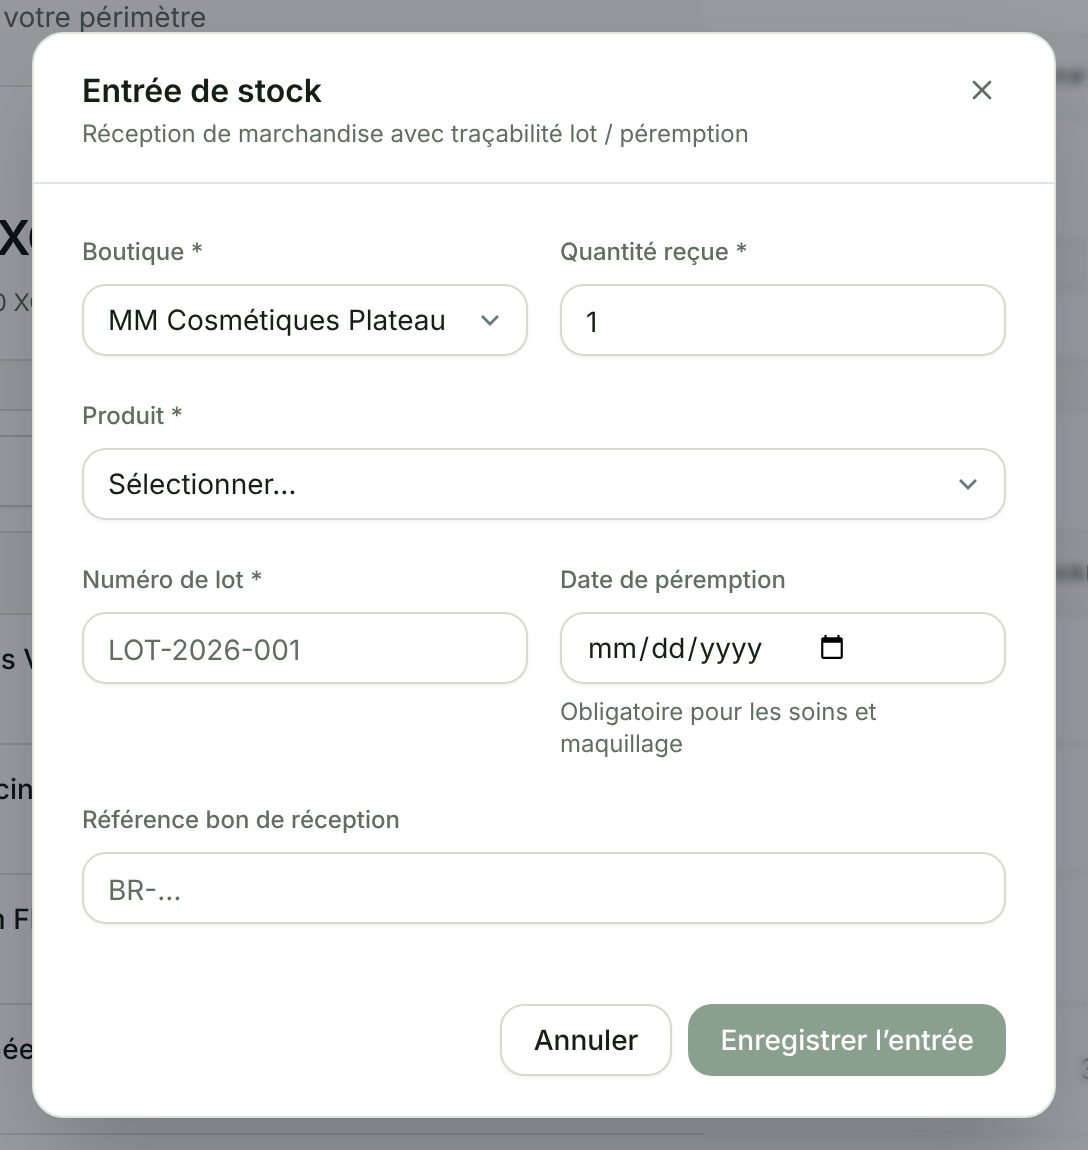 votre périmètre
Entrée de stock
Réception de marchandise avec traçabilité lot / péremption
Boutique *
Quantité reçue *
MM Cosmétiques Plateau
1
Produit *
Sélectionner...
Numéro de lot *
Date de péremption
LOT-2026-001
mm/dd/yyyy
Obligatoire pour les soins et
maquillage
Référence bon de réception
BR-...
Annuler
Enregistrer l’entrée